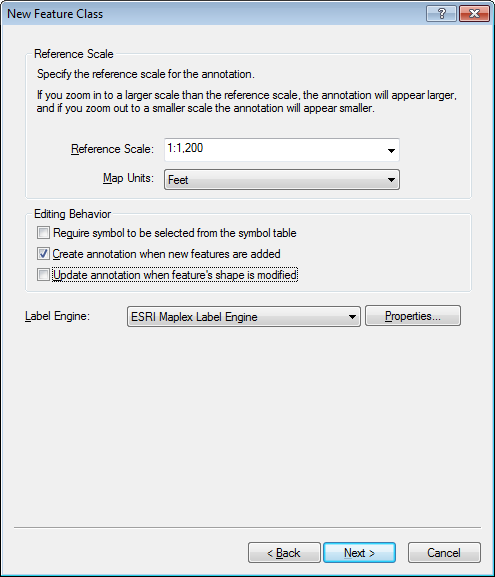 New Feature Class
?
Reference Scale
Specify the reference scale for the annotation.
If you zoom in to a larger scale than the reference scale, the annotation will appear larger,
and if you zoom out to a smaller scale the annotation will appear smaller.
Reference Scale: 1:1,200
Map Units: Feet
Editing Behavior
Require symbol to be selected from the symbol table
Create annotation when new features are added
Update annotation when feature's shape is modified
Label Engine: ESRI Maplex Label Engine Properties...
< Back Next > Cancel